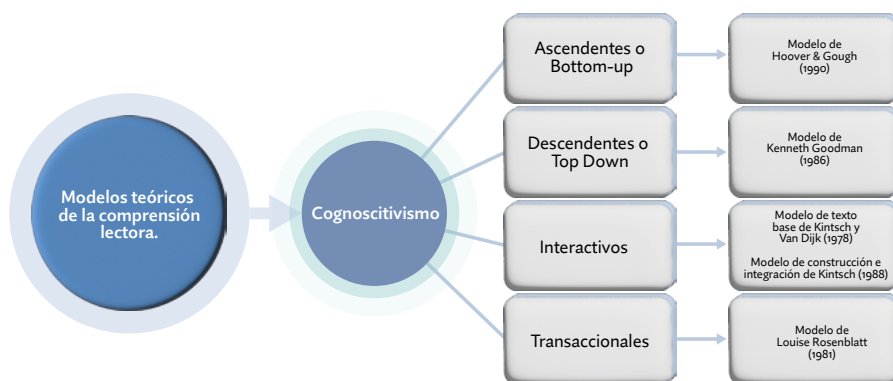 Modelos teóricos
de la comprensión
lectora.
Cognoscitivismo
Ascendentes o
Bottom-up
Modelo de
Hoover & Gough
(1990)
Descendentes o
Top Down
Modelo de
Kenneth Goodman
(1986)
Interactivos
Modelo de texto
base de Kintsch y
Van Dijk (1978)
Modelo de construcción e
integración de Kintsch (1988)
Transaccionales
Modelo de
Louise Rosenblatt
(1981)